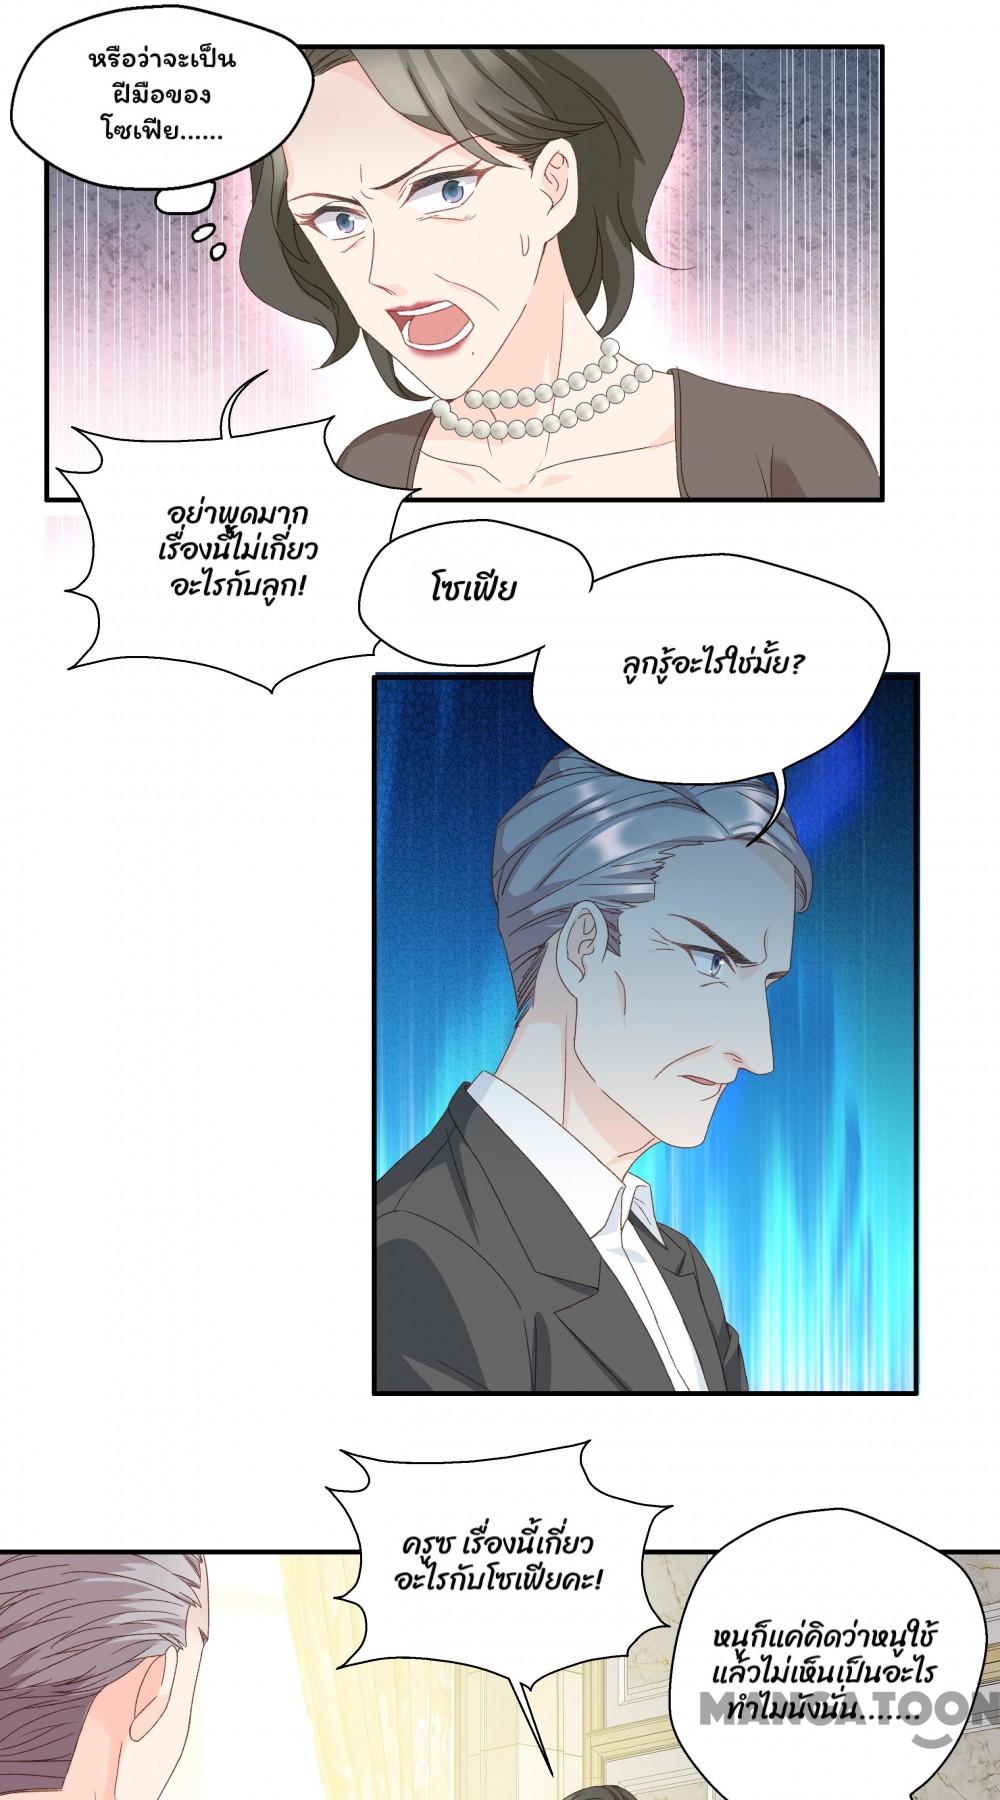 หรือว่าจะเป็น
ฝีมือของ
โซเฟีย......
อย่าพูดมาก
เรื่องนี้ไม่เกี่ยว
อะไรกับลูก!
โซเฟีย
ลูกรู้อะไรใช่มั้ย?
ครูซ เรื่องนี้เกี่ยว
อะไรกับโซเฟียคะ!
หนูก็แค่คิดว่าหนูใช้
แล้วไม่เห็นเป็นอะไร
ทำไมนังนั่น.......
MANGATOON